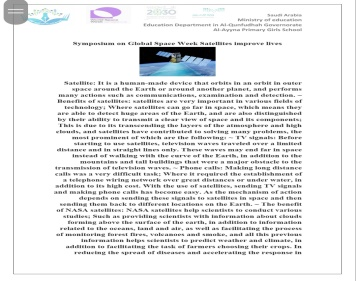 Saudi Arabia
Ministry of education
Education Department in Al-Qunfudhah Governorate
Al-Ayyna Primary Girls School
2030
Symposium on Global Space Week Satellites improve lives
Satellite: It is a human-made device that orbits in an orbit in outer
space around the Earth or around another planet, and performs
many actions such as communications, examination and detection. –
Benefits of satellites: satellites are very important in various fields of
technology; Where satellites can go far in space, which means they
are able to detect huge areas of the Earth, and are also distinguished
by their ability to transmit a clear view of space and its components;
This is due to its transcending the layers of the atmosphere and high
clouds, and satellites have contributed to solving many problems, the
most prominent of which are the following: – TV signals: Before
starting to use satellites, television waves traveled over a limited
distance and in straight lines only. These waves may end far in space
instead of walking with the curve of the Earth, in addition to the
mountains and tall buildings that were a major obstacle to the
transmission of television waves. – Phone calls: Making long distance
calls was a very difficult task; Where it required the establishment of
a telephone wiring network over great distances or under water, in
addition to its high cost. With the use of satellites, sending TV signals
and making phone calls has become easy. As the mechanism of action
depends on sending these signals to satellites in space and then
sending them back to different locations on the Earth. – The benefit
of NASA satellites: NASA satellites help scientists to conduct various
studies; Such as providing scientists with information about clouds
forming above the surface of the earth, in addition to information
related to the oceans, land and air, as well as facilitating the process
of monitoring forest fires, volcanoes and smoke, and all this previous
information helps scientists to predict weather and climate, in
addition to facilitating the task of farmers choosing their crops. In
reducing the spread of diseases and accelerating the response in